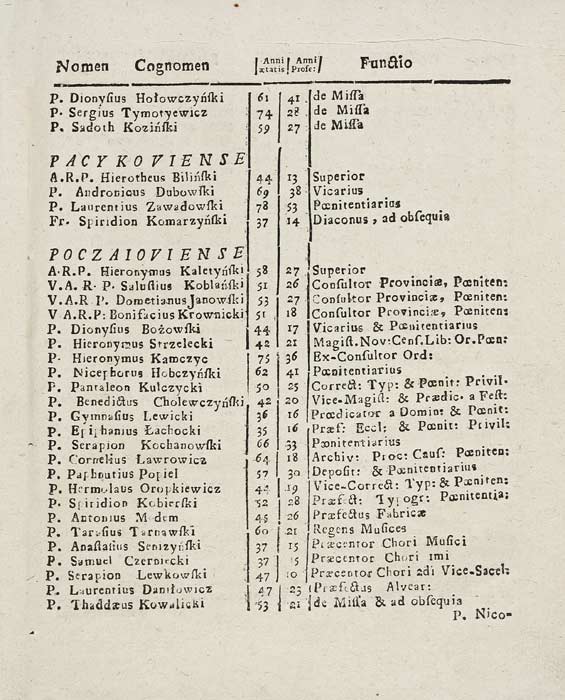 Nomen Cognomen Anni ætatis Anni Profes: Functio
P. Dionyſius Hołowczyńſki 61 41 de Miſſa
P. Sergius Tymotyewicz 74 28 de Miſſa
P. Sadoth Koziński 59 27 de Miſſa
PACYKOVIENSE
A.R.P. Hierotheus Biliński 44 13 Superior
P. Andronicus Dubowſki 69 38 Vicarius
P. Laurentius Zawadowſki 78 53 Pœnitentiarius
Fr. Spiridion Komarzyńſki 37 14 Diaconus, ad obſequia
POCZAIOVIENSE
A.R.P. Hieronymus Kaletyńſki 58 27 Superior
V.A.R.P. Saluſtius Koblańſki 51 26 Conſultor Provinciæ, Pœniten:
V.A.R P. Dometianus Janowſki 53 27 Conſultor Provinciæ, Pœniten:
V A.R.P: Bonifacius Krownicki 51 18 Conſultor Provinciæ, Pœniten:
P. Dionyſius Bożowſki 44 17 Vicarius & Pœnitentiarius
P. Hieronymus Strzelecki 42 21 Magiſt.Nov:Cenſ.Lib: Or.Pœn:
P. Hieronymus Kamczyc 75 36 Ex-Conſultor Ord:
P. Nicephorus Hobczyńſki 62 41 Pœnitentiarius
P. Pantaleon Kulczycki 50 25 Correct: Typ: & Pœnit: Privil.
P. Benedictus Cholewczyńſki 42 20 Vice-Magiſt: & Prædic. a Feſt:
P. Gymnaſius Lewicki 36 16 Prædicator a Domin: & Pœnit:
P. Epiphanius Łachocki 35 16 Præf: Eccl: & Pœnit: Privil:
P. Serapion Kochanowſki 66 33 Pœnitentiarius
P. Cornelius Ławrowicz 64 18 Archiv: Proc: Cauſ: Pœniten:
P. Paphnutius Popiel 57 30 Depoſit: & Pœnitentiarius
P. Hermolaus Oropkiewicz 44 19 Vice-Correct: Typ: & Pœniten:
P. Spiridion Kobierſki 52 28 Præfect: Typogr: Pœnitentia:
P. Antonius Modem 45 26 Præfectus Fabricæ
P. Taraſius Tarnawſki 60 21 Regens Muſices
P. Anaſtaſius Senizyńſki 37 15 Præcentor Chori Muſici
P. Samuel Czerniecki 37 15 Præcentor Chori 1mi
P. Serapion Lewkowſki 47 10 Præcentor Chori 2di Vice-Sacel:
P. Laurentius Daniłowicz 47 23 Præfectus Alvear:
P. Thaddæus Kowalicki 53 21 de Miſſa & ad obſequia
P. Nico-